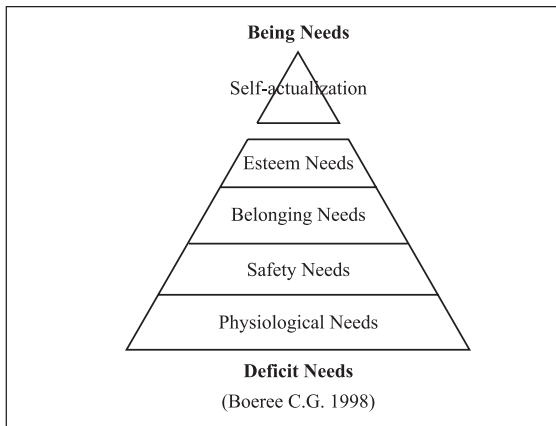 Being Needs
Self-actualization
Esteem Needs
Belonging Needs
Safety Needs
Physiological Needs
Deficit Needs
(Boeree C.G. 1998)